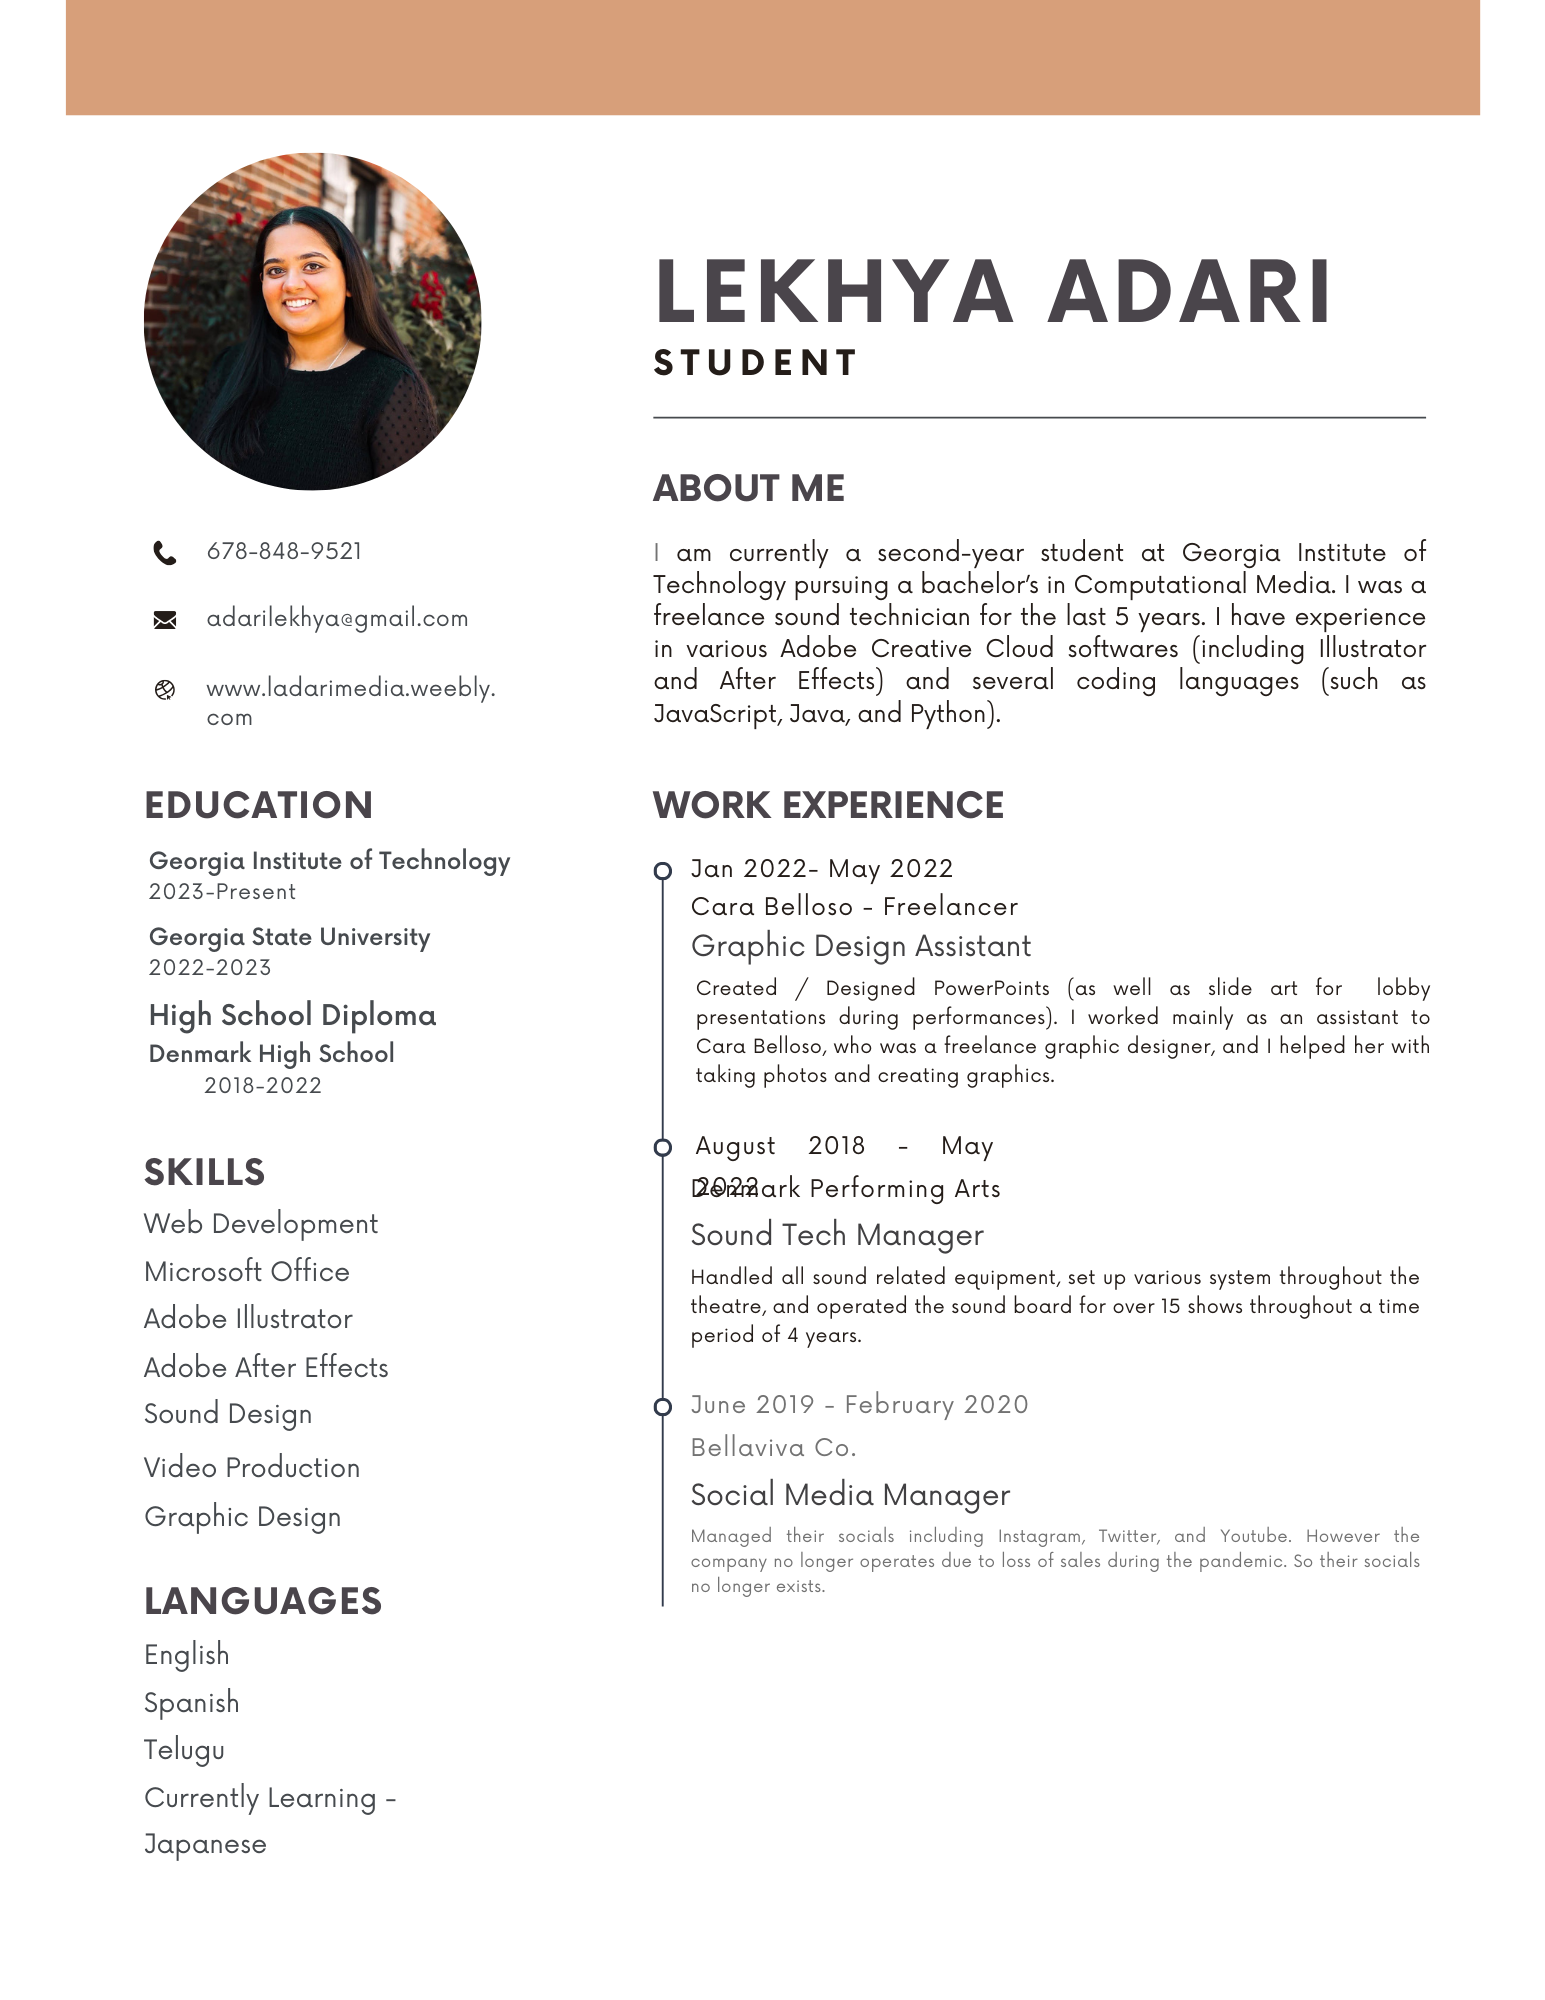 LEKHYA ADARI
STUDENT
678-848-9521
adarilekhya@gmail.com
www.ladarimedia.weebly.
com
EDUCATION
Georgia Institute of Technology
2023-Present
Georgia State University
2022-2023
High School Diploma
Denmark High School
2018-2022
SKILLS
Web Development
Microsoft Office
Adobe Illustrator
Adobe After Effects
Sound Design
Video Production
Graphic Design
LANGUAGES
English
Spanish
Telugu
Currently Learning -
Japanese
ABOUT ME
I am currently a second-year student at Georgia Institute of
Technology pursuing a bachelor's in Computational Media. I was a
freelance sound technician for the last 5 years. I have experience
in various Adobe Creative Cloud softwares (including Illustrator
and After Effects) and several coding languages (such as
JavaScript, Java, and Python).
WORK EXPERIENCE
Jan 2022- May 2022
Cara Belloso - Freelancer
Graphic Design Assistant
Created / Designed PowerPoints (as well as slide art for lobby
presentations during performances). I worked mainly as an assistant to
Cara Belloso, who was a freelance graphic designer, and I helped her with
taking photos and creating graphics.
August 2018 - May
2022
Denmark Performing Arts
Sound Tech Manager
Handled all sound related equipment, set up various system throughout the
theatre, and operated the sound board for over 15 shows throughout a time
period of 4 years.
June 2019 - February 2020
Bellaviva Co.
Social Media Manager
Managed their socials including Instagram, Twitter, and Youtube. However the
company no longer operates due to loss of sales during the pandemic. So their socials
no longer exists.